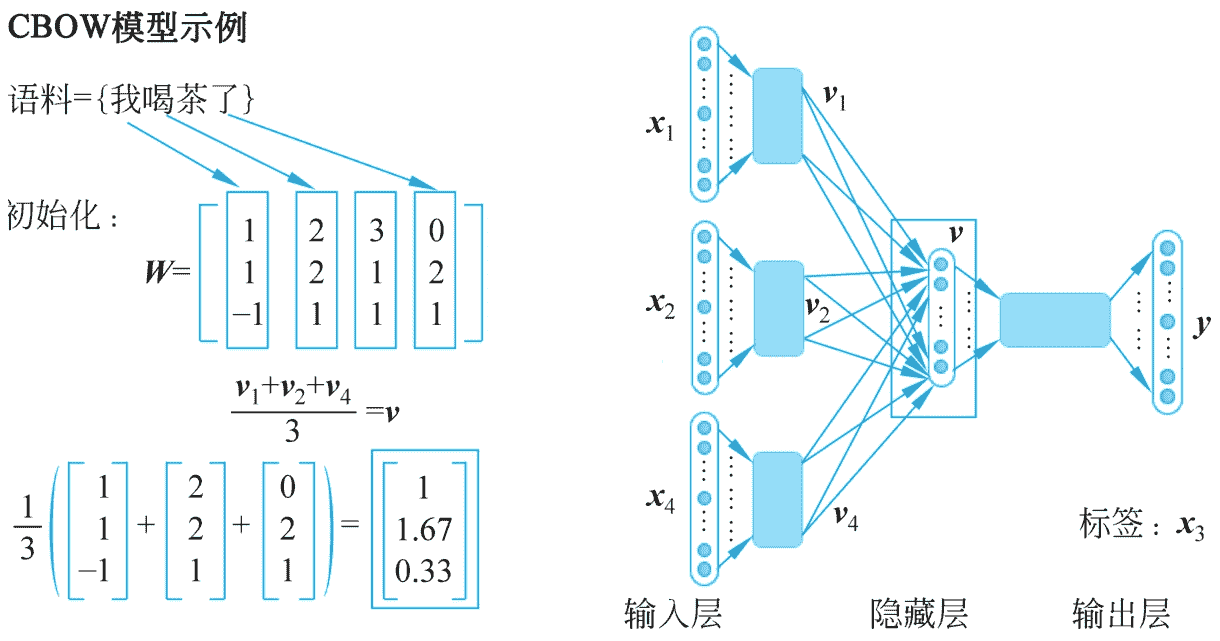 CBOW模型示例
语料={我喝茶了}
初始化：
W=
1 2 3 0
1 2 1 2
−1 1 1 1
v1+v2+v4
3
=v
1
3
1 2 0 1
1 + 2 + 2 = 1.67
−1 1 1 0.33
x1
v1
x2
v2
x4
v4
v
y
标签：x3
输入层 隐藏层 输出层